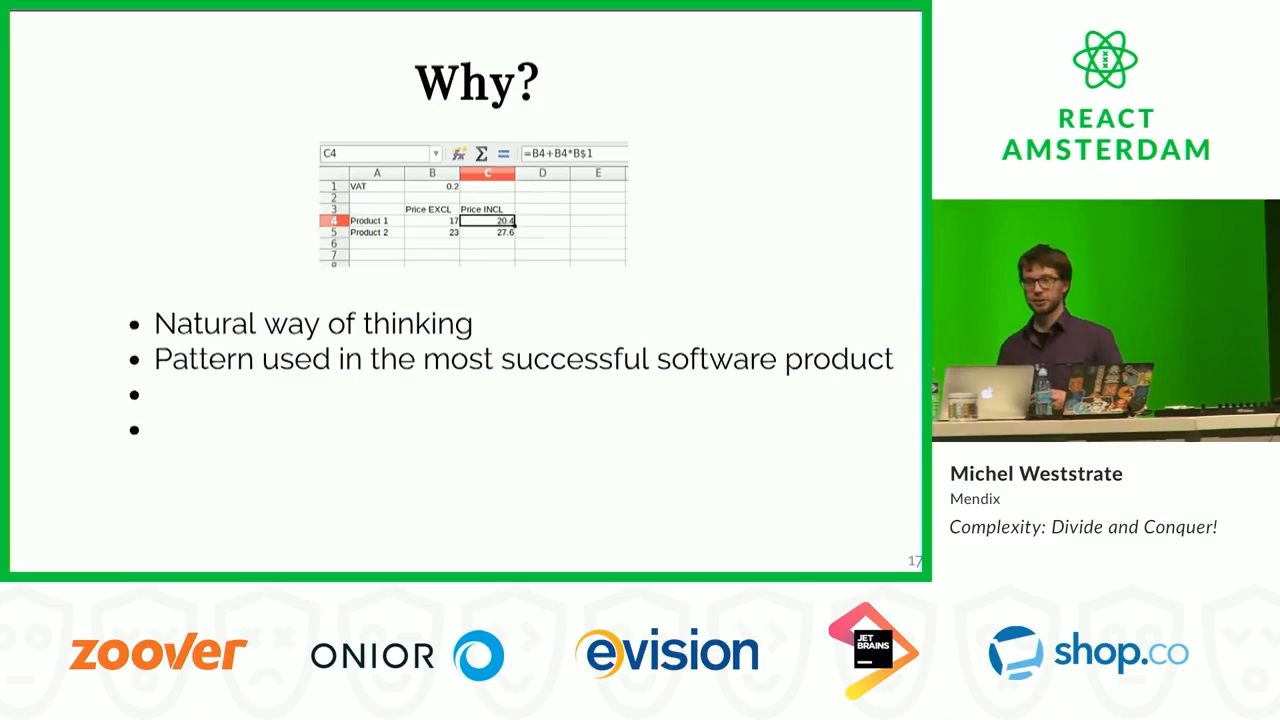 Why?
C4
Σ = =B4+B4*B$1
A B C D E
1 VAT 0.2
2
3 Price EXCL Price INCL
4 Product 1 17 20.4
5 Product 2 23 27.6
6
7
8
• Natural way of thinking
• Pattern used in the most successful software product
•
•
17
REACT
AMSTERDAM
Michel Weststrate
Mendix
Complexity: Divide and Conquer!
zoover
ONIOR
evision
JET
BRAINS
shop.co